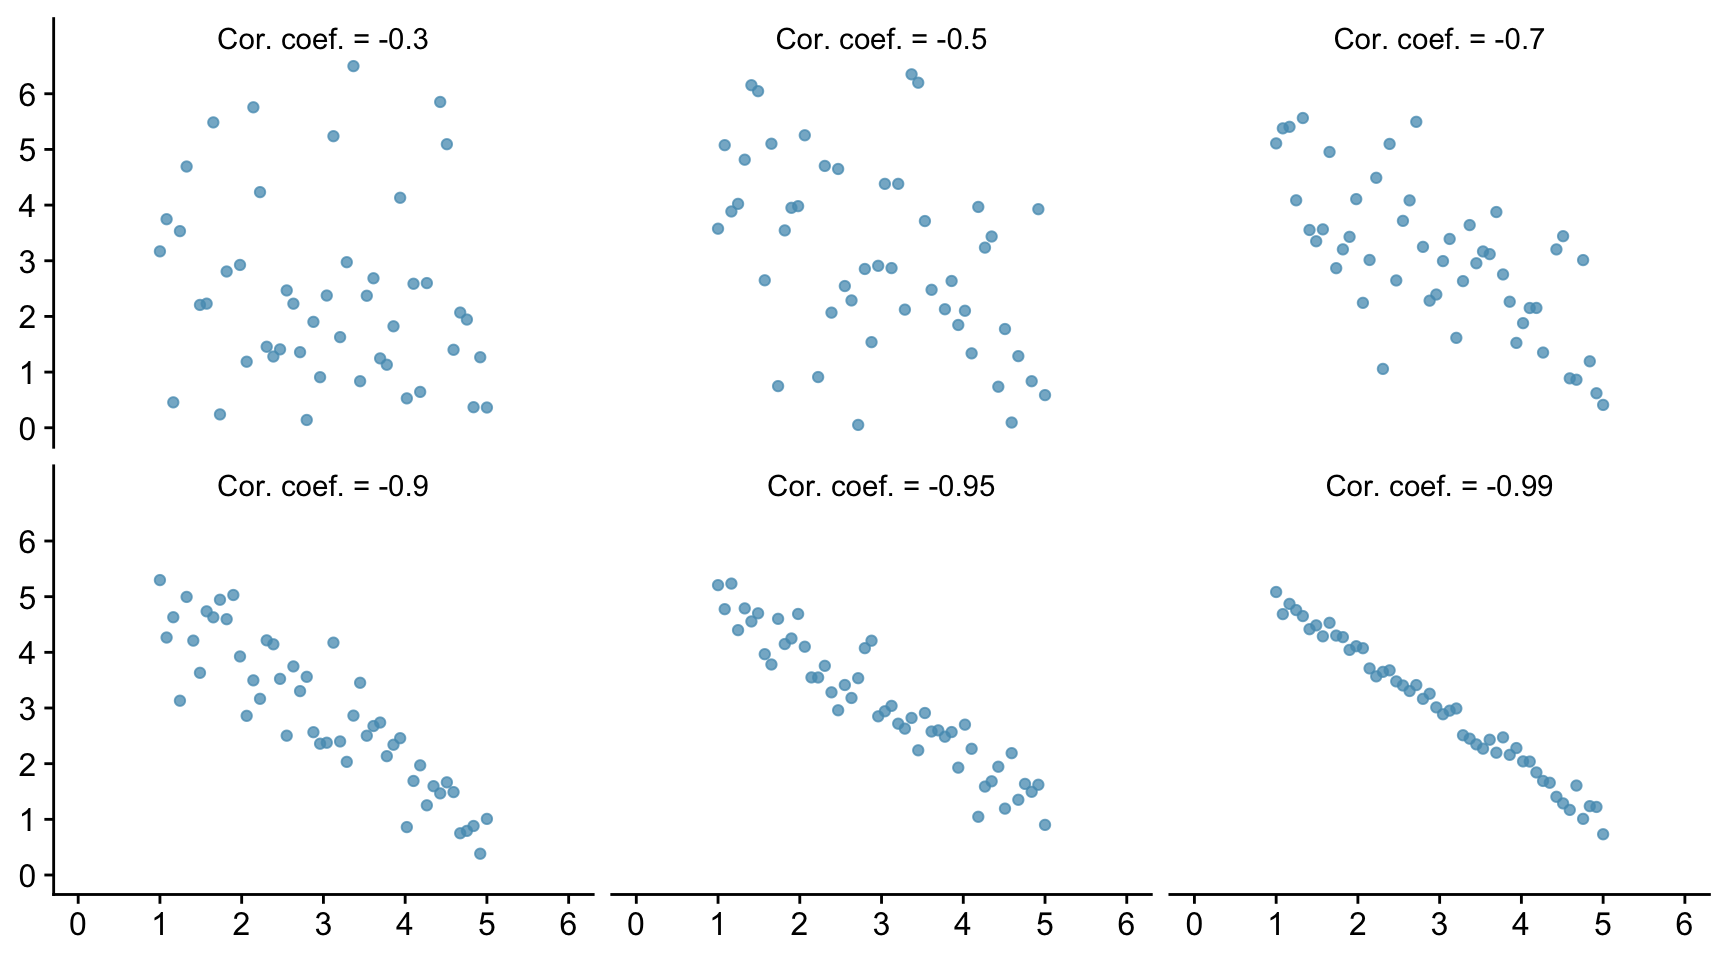 Cor. coef. = -0.3
Cor. coef. = -0.5
Cor. coef. = -0.7
6
5
4
3
2
1
0
Cor. coef. = -0.9
Cor. coef. = -0.95
Cor. coef. = -0.99
6
5
4
3
2
1
0
0 1 2 3 4 5 6
0 1 2 3 4 5 6
0 1 2 3 4 5 6